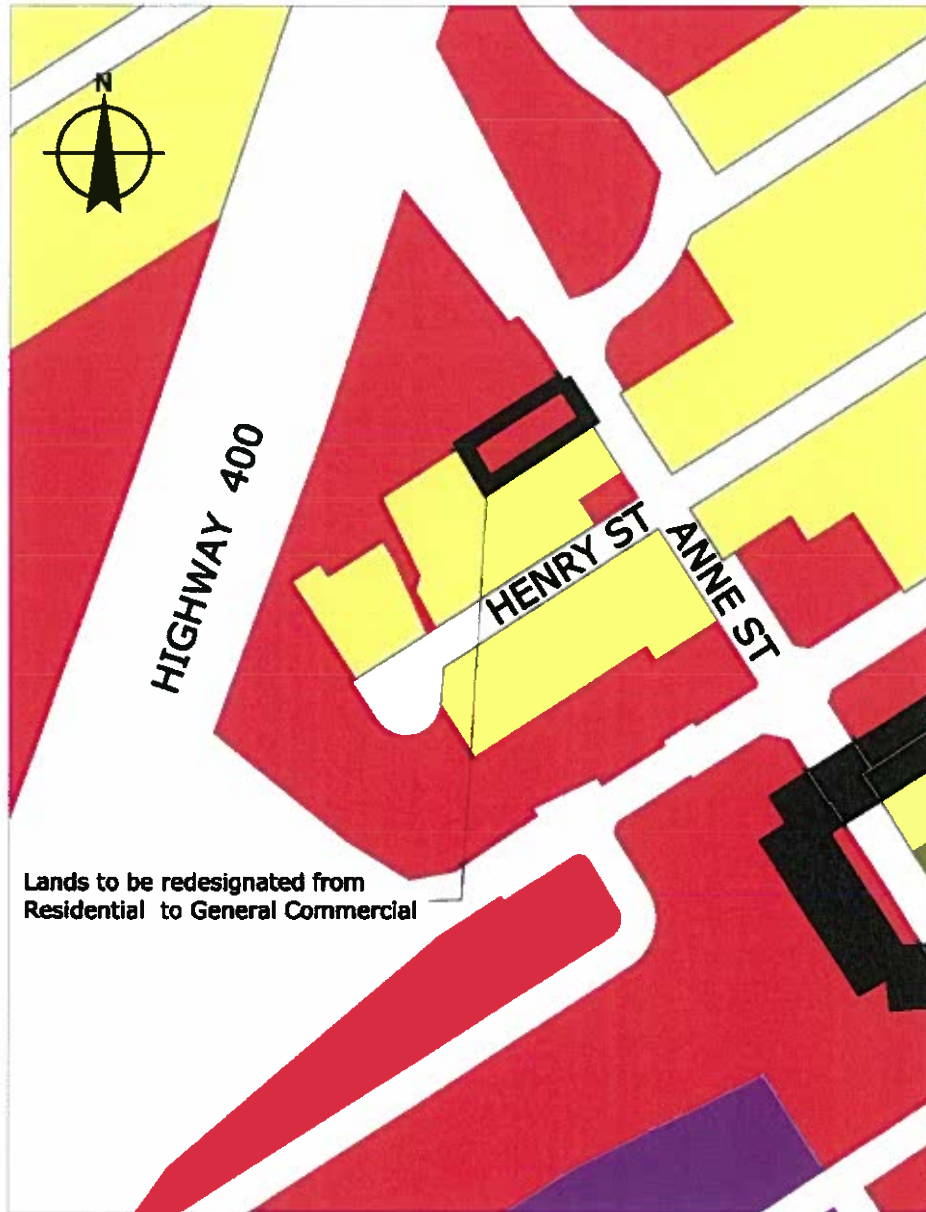 N
HIGHWAY 400
HENRY ST
ANNE ST
Lands to be redesignated from
Residential to General Commercial